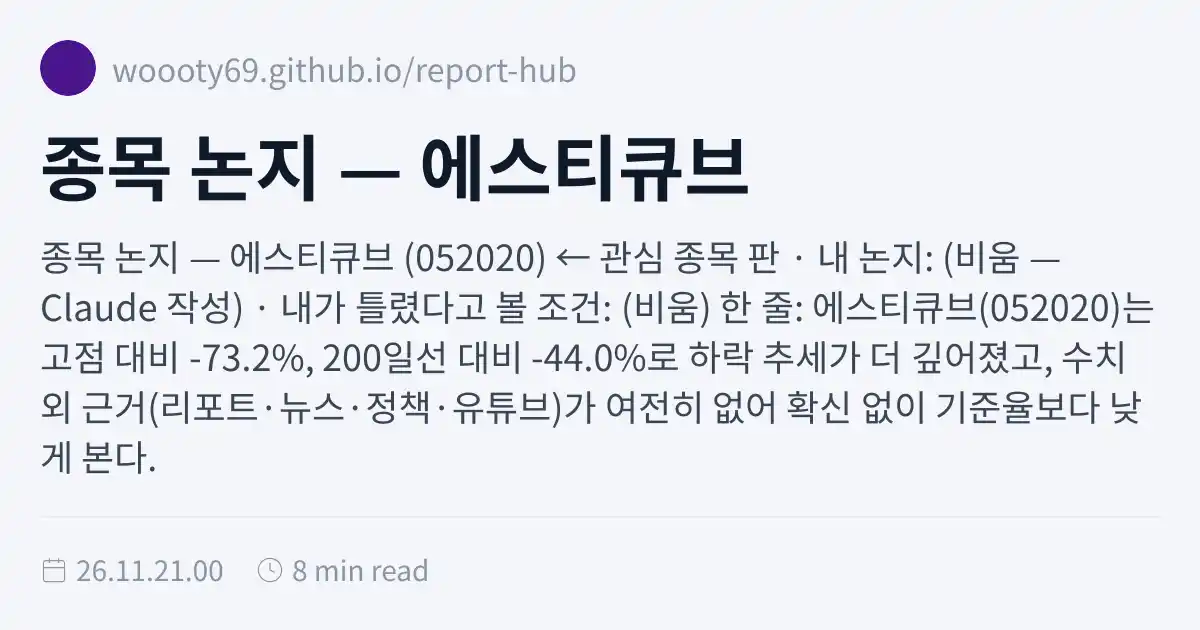 woooty69.github.io/report-hub
종목 논지 — 에스티큐브
종목 논지 — 에스티큐브 (052020) ← 관심 종목 판 · 내 논지: (비움 —
Claude 작성) · 내가 틀렸다고 볼 조건: (비움) 한 줄: 에스티큐브(052020)는
고점 대비 -73.2%, 200일선 대비 -44.0%로 하락 추세가 더 깊어졌고, 수치
외 근거(리포트·뉴스·정책·유튜브)가 여전히 없어 확신 없이 기준율보다 낮
게 본다.
26.11.21.00
8 min read